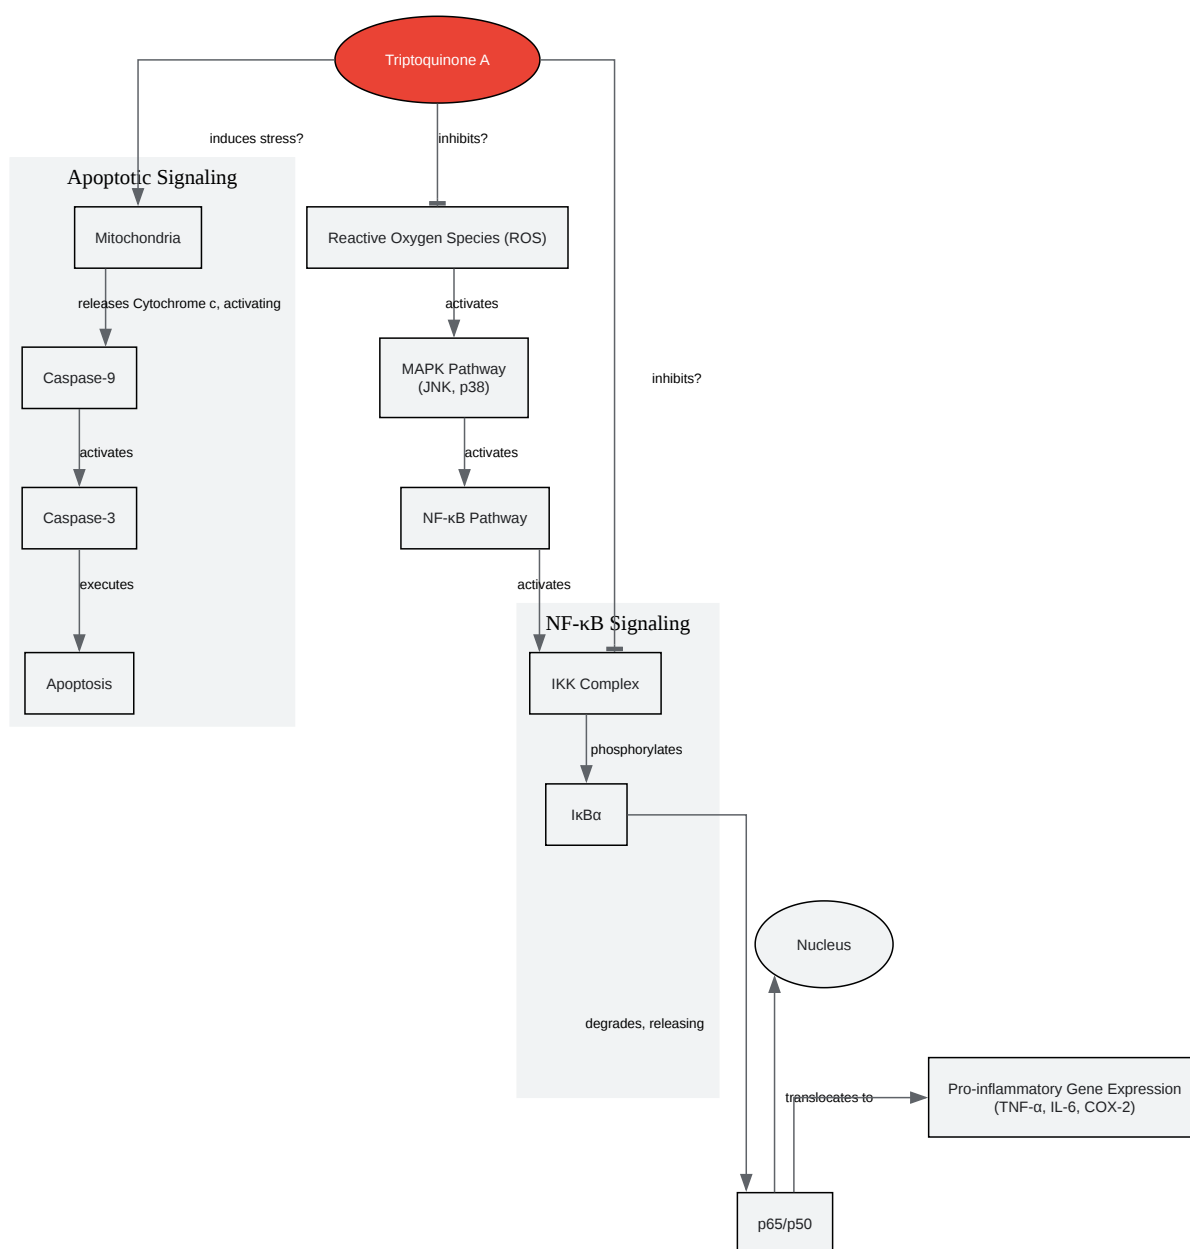 Triptoquinone A
induces stress?
inhibits?
Apoptotic Signaling
Mitochondria
Reactive Oxygen Species (ROS)
releases Cytochrome c, activating
activates
Caspase-9
MAPK Pathway
(JNK, p38)
inhibits?
activates
activates
Caspase-3
NF-κB Pathway
executes
activates
NF-κB Signaling
Apoptosis
IKK Complex
phosphorylates
IκBα
Nucleus
degrades, releasing
translocates to
Pro-inflammatory Gene Expression
(TNF-α, IL-6, COX-2)
p65/p50